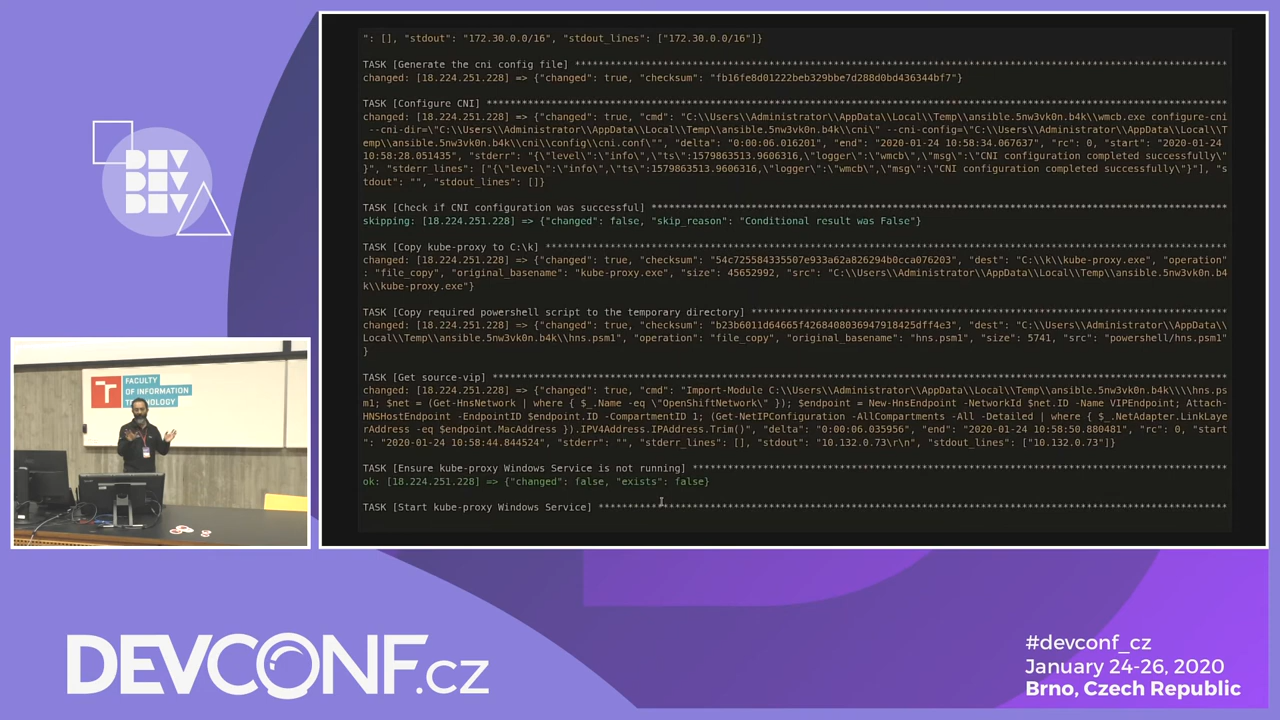 ": [], "stdout": "172.30.0.0/16", "stdout_lines": ["172.30.0.0/16"]}
TASK [Generate the cni config file] ****************************************************************************************************
changed: [18.224.251.228] => {"changed": true, "checksum": "fb16fe8d01222beb329bbe7d288d0bd436344bf7"}
TASK [Configure CNI] *******************************************************************************************************************
changed: [18.224.251.228] => {"changed": true, "cmd": "C:\\Users\\Administrator\\AppData\\Local\\Temp\\ansible.5nw3vk0n.b4k\\wmcb.exe configure-cni
--cni-dir=\"C:\\Users\\Administrator\\AppData\\Local\\Temp\\ansible.5nw3vk0n.b4k\\cni\" --cni-config=\"C:\\Users\\Administrator\\AppData\\Local\\T
emp\\ansible.5nw3vk0n.b4k\\cni\\config\\cni.conf\"", "delta": "0:00:06.016201", "end": "2020-01-24 10:58:34.067637", "rc": 0, "start": "2020-01-24
10:58:28.051435", "stderr": "{\"level\":\"info\",\"ts\":1579863513.9606316,\"logger\":\"wmcb\",\"msg\":\"CNI configuration completed successfully\"
}", "stderr_lines": ["{\"level\":\"info\",\"ts\":1579863513.9606316,\"logger\":\"wmcb\",\"msg\":\"CNI configuration completed successfully\"}"], "s
tdout": "", "stdout_lines": []}
TASK [Check if CNI configuration was successful] ***************************************************************************************
skipping: [18.224.251.228] => {"changed": false, "skip_reason": "Conditional result was False"}
TASK [Copy kube-proxy to C:\k] *********************************************************************************************************
changed: [18.224.251.228] => {"changed": true, "checksum": "54c725584335507e933a62a826294b0cca076203", "dest": "C:\\k\\kube-proxy.exe", "operation"
: "file_copy", "original_basename": "kube-proxy.exe", "size": 45652992, "src": "C:\\Users\\Administrator\\AppData\\Local\\Temp\\ansible.5nw3vk0n.b4
k\\kube-proxy.exe"}
TASK [Copy required powershell script to the temporary directory] **********************************************************************
changed: [18.224.251.228] => {"changed": true, "checksum": "b23b6011d64665f4268408036947918425dff4e3", "dest": "C:\\Users\\Administrator\\AppData\\
Local\\Temp\\ansible.5nw3vk0n.b4k\\hns.psm1", "operation": "file_copy", "original_basename": "hns.psm1", "size": 5741, "src": "powershell/hns.psm1"
}
TASK [Get source-vip] ******************************************************************************************************************
changed: [18.224.251.228] => {"changed": true, "cmd": "Import-Module C:\\Users\\Administrator\\AppData\\Local\\Temp\\ansible.5nw3vk0n.b4k\\\\hns.ps
m1; $net = (Get-HnsNetwork | where { $_.Name -eq \"OpenShiftNetwork\" }); $endpoint = New-HnsEndpoint -NetworkId $net.ID -Name VIPEndpoint; Attach-
HNSHostEndpoint -EndpointID $endpoint.ID -CompartmentID 1; (Get-NetIPConfiguration -AllCompartments -All -Detailed | where { $_.NetAdapter.LinkLaye
rAddress -eq $endpoint.MacAddress }).IPV4Address.IPAddress.Trim()", "delta": "0:00:06.035956", "end": "2020-01-24 10:58:50.880481", "rc": 0, "start
": "2020-01-24 10:58:44.844524", "stderr": "", "stderr_lines": [], "stdout": "10.132.0.73\r\n", "stdout_lines": ["10.132.0.73"]}
TASK [Ensure kube-proxy Windows Service is not running] ********************************************************************************
ok: [18.224.251.228] => {"changed": false, "exists": false}
TASK [Start kube-proxy Windows Service] ************************************************************************************************
DEV
DEV
DEV
FACULTY
OF INFORMATION
TECHNOLOGY
DEVCONF.cz
#devconf_cz
January 24-26, 2020
Brno, Czech Republic